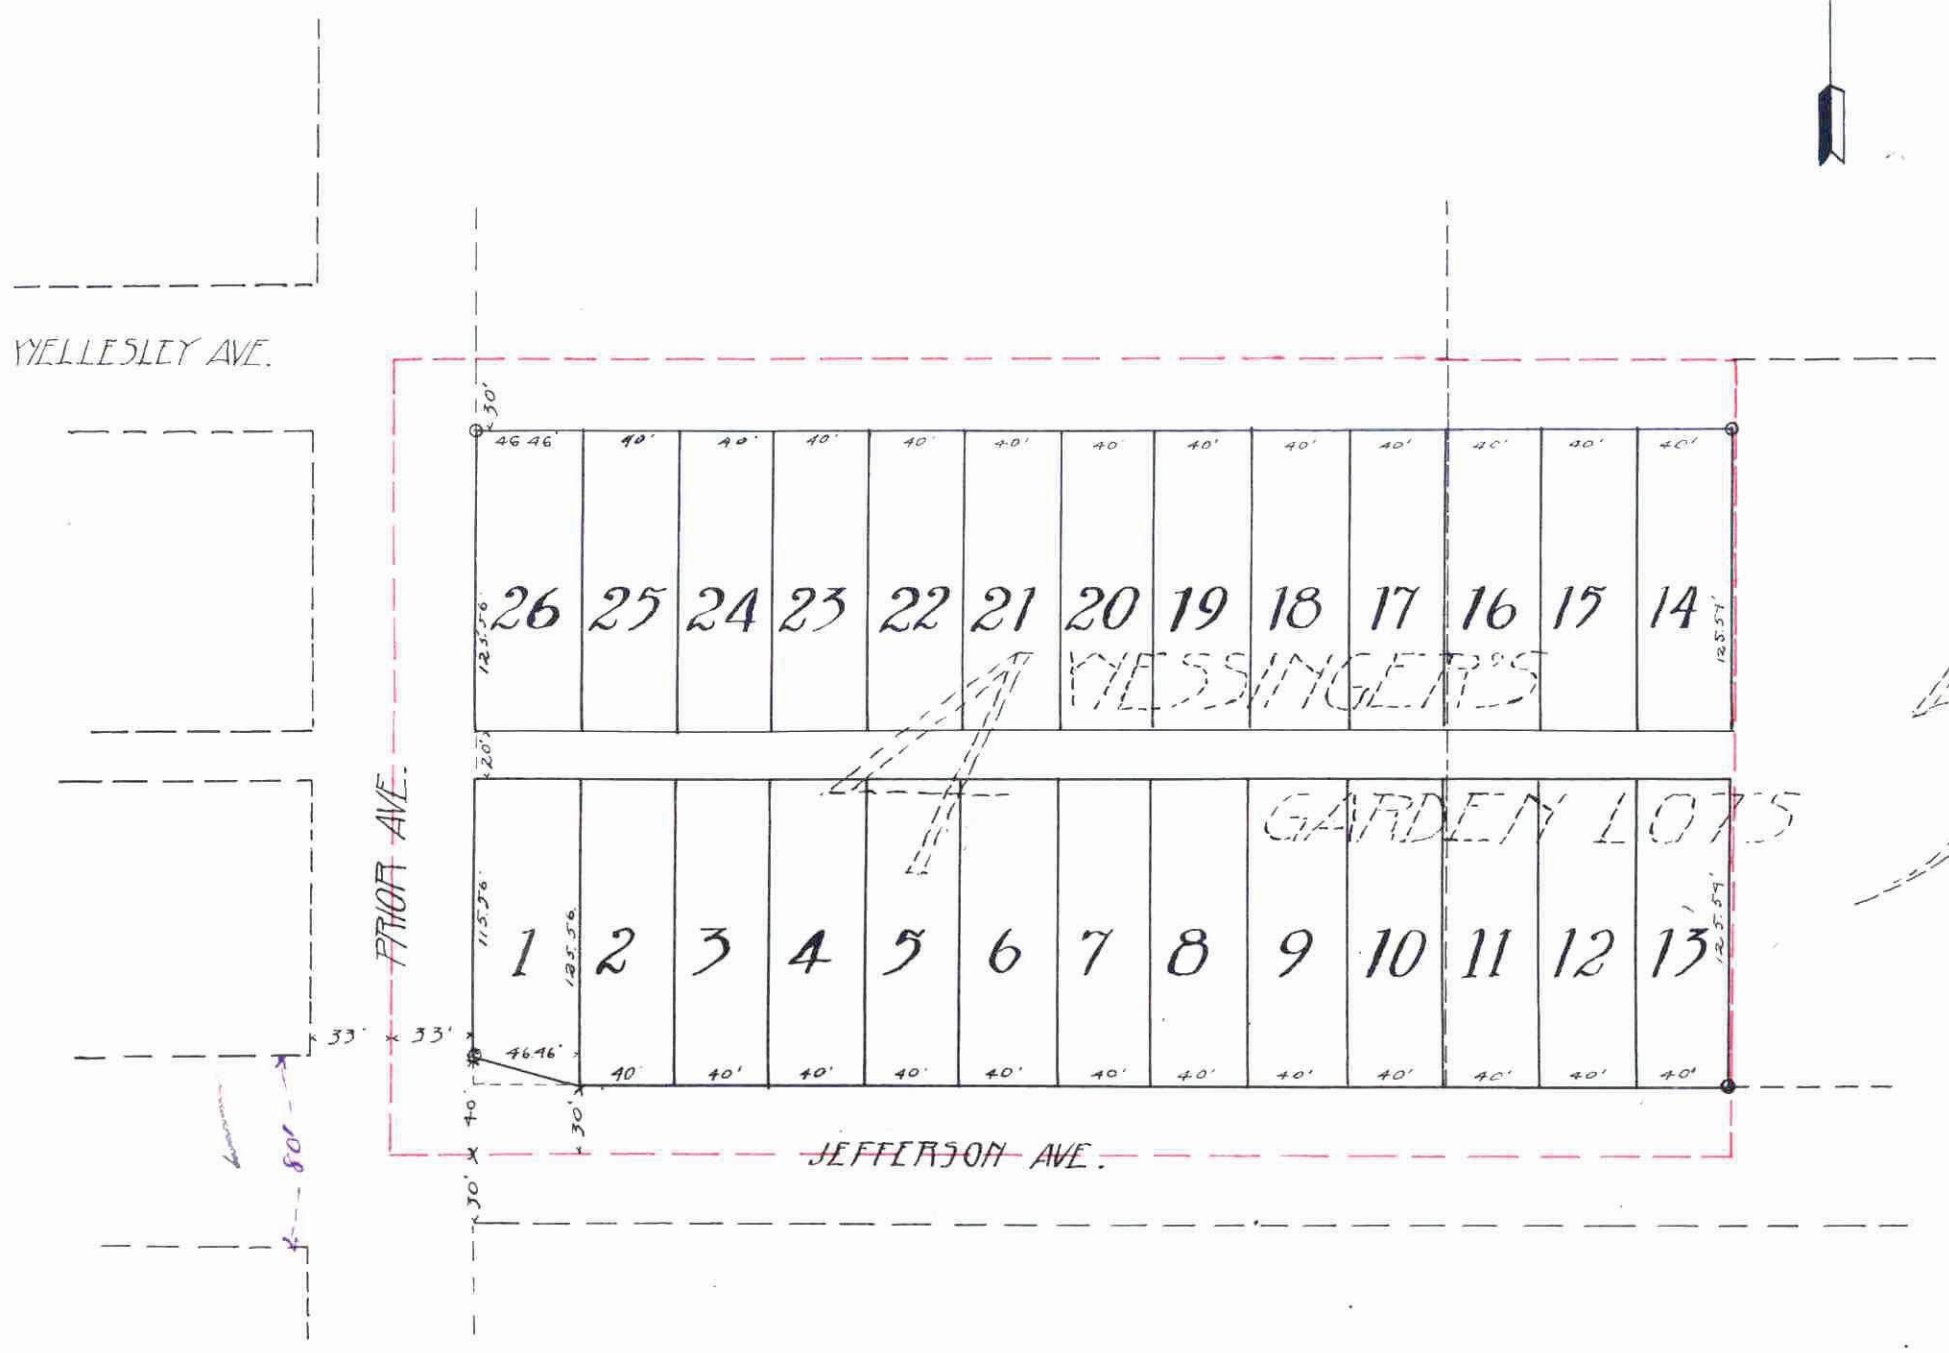 WELLESLEY AVE.
30'
46.46' 40' 40' 40' 40' 40' 40' 40' 40' 40' 40' 40' 40'
26 25 24 23 22 21 20 19 18 17 16 15 14
125.56' 125.54'
4 MESSINGER'S
20'
GARDEN LOTS
PRIOR AVE.
115.56' 125.56 125.54'
1 2 3 4 5 6 7 8 9 10 11 12 13
33' 33' 46.46'
40' 40' 40' 40' 40' 40' 40' 40' 40' 40' 40' 40'
40' 30'
80'
JEFFERSON AVE.
30'